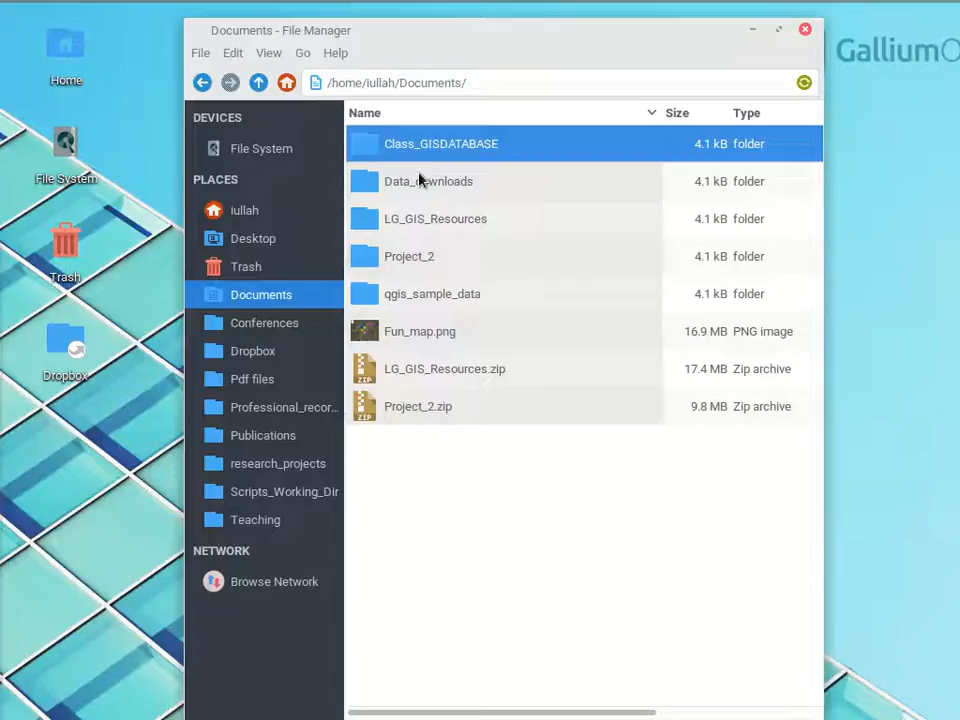 Documents - File Manager
File Edit View Go Help
/home/iullah/Documents/
GalliumO
Home
File System
Trash
Dropbox
DEVICES
File System
PLACES
iullah
Desktop
Trash
Documents
Conferences
Dropbox
Pdf files
Professional_recor...
Publications
research_projects
Scripts_Working_Dir
Teaching
NETWORK
Browse Network
Name Size Type
Class_GISDATABASE 4.1 kB folder
Data_downloads 4.1 kB folder
LG_GIS_Resources 4.1 kB folder
Project_2 4.1 kB folder
qgis_sample_data 4.1 kB folder
Fun_map.png 16.9 MB PNG image
ZIP LG_GIS_Resources.zip 17.4 MB Zip archive
ZIP Project_2.zip 9.8 MB Zip archive